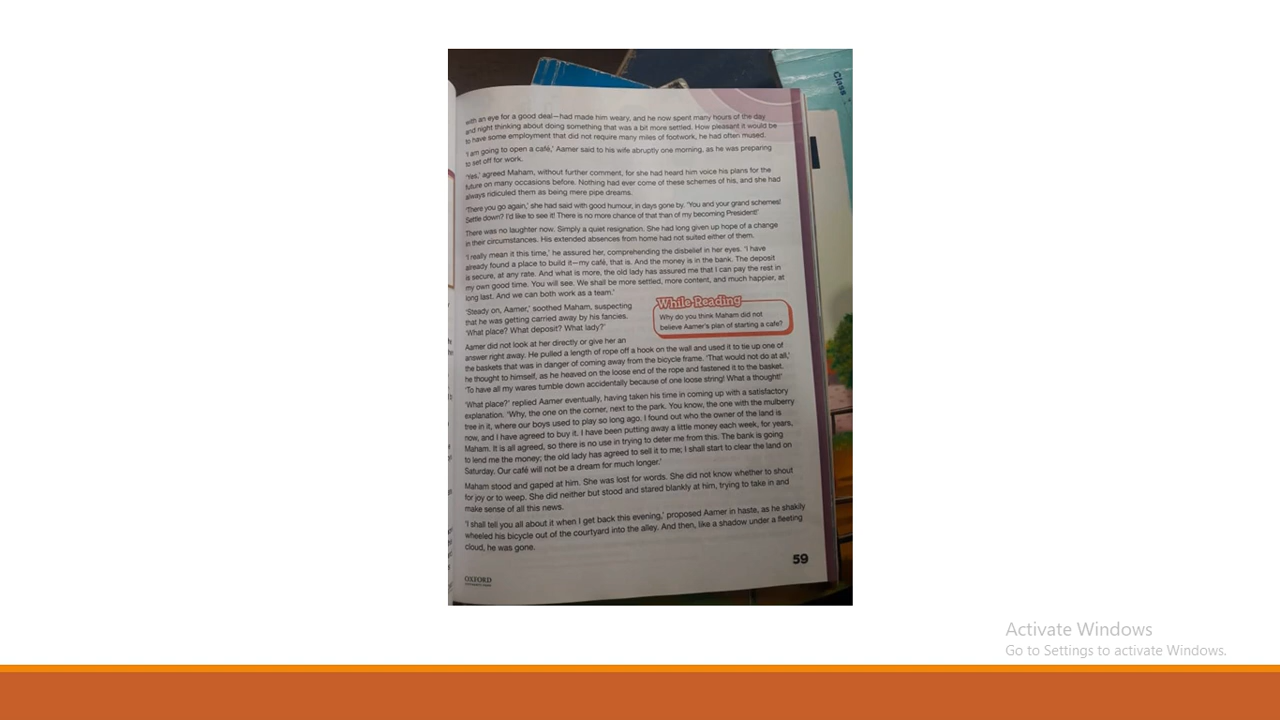 with an eye for a good deal—had made him weary, and he now spent many hours of the day
and night thinking about doing something that was a bit more settled. How pleasant it would be
to have some employment that did not require many miles of footwork, he had often mused.
'I am going to open a café,' Aamer said to his wife abruptly one morning, as he was preparing
to set off for work.
'Yes,' agreed Maham, without further comment, for she had heard him voice his plans for the
future on many occasions before. Nothing had ever come of these schemes of his, and she had
always ridiculed them as being mere pipe dreams.
'There you go again,' she had said with good humour, in days gone by. 'You and your grand schemes!
Settle down? I'd like to see it! There is no more chance of that than of my becoming President!'
There was no laughter now. Simply a quiet resignation. She had long given up hope of a change
in their circumstances. His extended absences from home had not suited either of them.
'I really mean it this time,' he assured her, comprehending the disbelief in her eyes. 'I have
already found a place to build it—my café, that is. And the money is in the bank. The deposit
is secure, at any rate. And what is more, the old lady has assured me that I can pay the rest in
my own good time. You will see. We shall be more settled, more content, and much happier, at
long last. And we can both work as a team.'
'Steady on, Aamer,' soothed Maham, suspecting
that he was getting carried away by his fancies.
'What place? What deposit? What lady?'
While Reading
Why do you think Maham did not
believe Aamer's plan of starting a cafe?
Aamer did not look at her directly or give her an
answer right away. He pulled a length of rope off a hook on the wall and used it to tie up one of
the baskets that was in danger of coming away from the bicycle frame. 'That would not do at all,'
he thought to himself, as he heaved on the loose end of the rope and fastened it to the basket.
'To have all my wares tumble down accidentally because of one loose string! What a thought!'
'What place?' replied Aamer eventually, having taken his time in coming up with a satisfactory
explanation. 'Why, the one on the corner, next to the park. You know, the one with the mulberry
tree in it, where our boys used to play so long ago. I found out who the owner of the land is
now, and I have agreed to buy it. I have been putting away a little money each week, for years,
Maham. It is all agreed, so there is no use in trying to deter me from this. The bank is going
to lend me the money; the old lady has agreed to sell it to me; I shall start to clear the land on
Saturday. Our café will not be a dream for much longer.'
Maham stood and gaped at him. She was lost for words. She did not know whether to shout
for joy or to weep. She did neither but stood and stared blankly at him, trying to take in and
make sense of all this news.
'I shall tell you all about it when I get back this evening,' proposed Aamer in haste, as he shakily
wheeled his bicycle out of the courtyard into the alley. And then, like a shadow under a fleeting
cloud, he was gone.
59
OXFORD
Class
Activate Windows
Go to Settings to activate Windows.